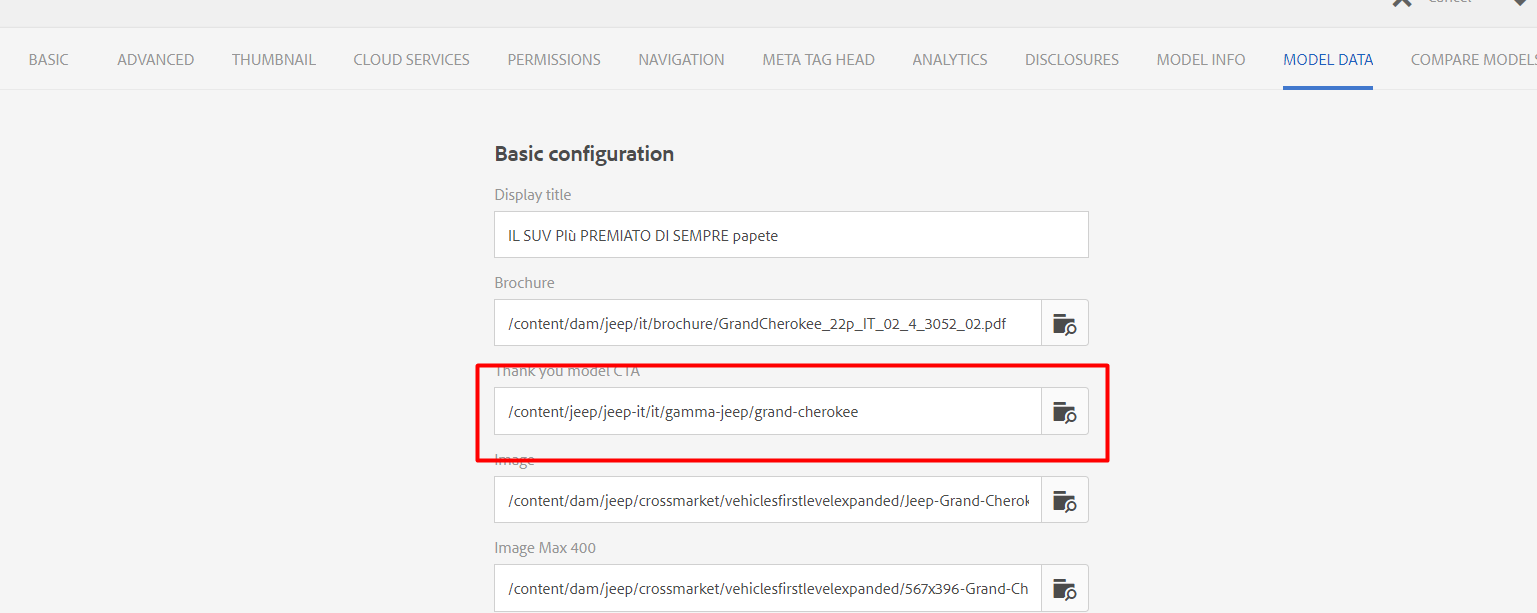 Cancel
BASIC ADVANCED THUMBNAIL CLOUD SERVICES PERMISSIONS NAVIGATION META TAG HEAD ANALYTICS DISCLOSURES MODEL INFO MODEL DATA COMPARE MODELS
Basic configuration
Display title
IL SUV PIù PREMIATO DI SEMPRE papete
Brochure
/content/dam/jeep/it/brochure/GrandCherokee_22p_IT_02_4_3052_02.pdf
Thank you model CTA
/content/jeep/jeep-it/it/gamma-jeep/grand-cherokee
Image
/content/dam/jeep/crossmarket/vehiclesfirstlevelexpanded/Jeep-Grand-Cherok
Image Max 400
/content/dam/jeep/crossmarket/vehiclesfirstlevelexpanded/567x396-Grand-Ch